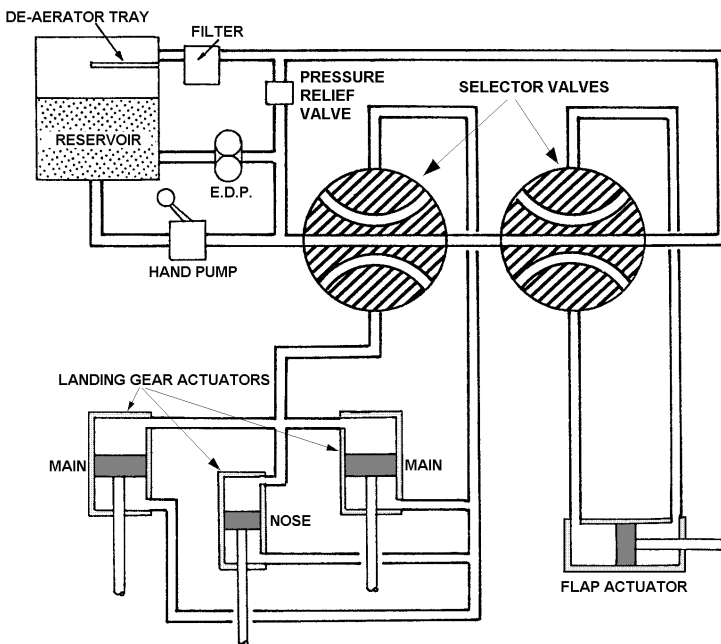 DE-AERATOR TRAY
FILTER
PRESSURE
RELIEF
VALVE
SELECTOR VALVES
RESERVOIR
E.D.P.
HAND PUMP
LANDING GEAR ACTUATORS
MAIN
MAIN
NOSE
FLAP ACTUATOR